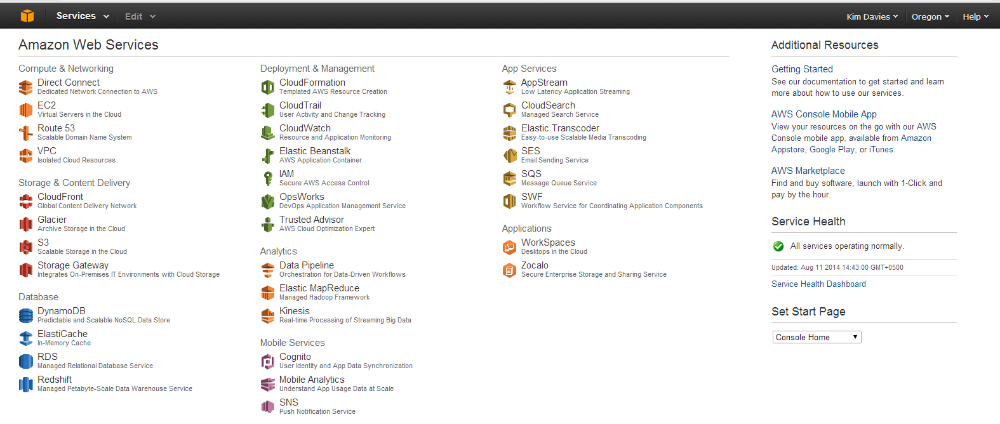 Services
Edit
Kim Davies
Oregon
Help
Amazon Web Services
Compute & Networking
Direct Connect
Dedicated Network Connection to AWS
EC2
Virtual Servers in the Cloud
Route 53
Scalable Domain Name System
VPC
Isolated Cloud Resources
Storage & Content Delivery
CloudFront
Global Content Delivery Network
Glacier
Archive Storage in the Cloud
S3
Scalable Storage in the Cloud
Storage Gateway
Integrates On-Premises IT Environments with Cloud Storage
Database
DynamoDB
Predictable and Scalable NoSQL Data Store
ElastiCache
In-Memory Cache
RDS
Managed Relational Database Service
Redshift
Managed Petabyte-Scale Data Warehouse Service
Deployment & Management
CloudFormation
Templated AWS Resource Creation
CloudTrail
User Activity and Change Tracking
CloudWatch
Resource and Application Monitoring
Elastic Beanstalk
AWS Application Container
IAM
Secure AWS Access Control
OpsWorks
DevOps Application Management Service
Trusted Advisor
AWS Cloud Optimization Expert
Analytics
Data Pipeline
Orchestration for Data-Driven Workflows
Elastic MapReduce
Managed Hadoop Framework
Kinesis
Real-time Processing of Streaming Big Data
Mobile Services
Cognito
User Identity and App Data Synchronization
Mobile Analytics
Understand App Usage Data at Scale
SNS
Push Notification Service
App Services
AppStream
Low Latency Application Streaming
CloudSearch
Managed Search Service
Elastic Transcoder
Easy-to-use Scalable Media Transcoding
SES
Email Sending Service
SQS
Message Queue Service
SWF
Workflow Service for Coordinating Application Components
Applications
WorkSpaces
Desktops in the Cloud
Zocalo
Secure Enterprise Storage and Sharing Service
Additional Resources
Getting Started
See our documentation to get started and learn
more about how to use our services.
AWS Console Mobile App
View your resources on the go with our AWS
Console mobile app, available from Amazon
Appstore, Google Play, or iTunes.
AWS Marketplace
Find and buy software, launch with 1-Click and
pay by the hour.
Service Health
All services operating normally.
Updated: Aug 11 2014 14:43:00 GMT+0500
Service Health Dashboard
Set Start Page
Console Home